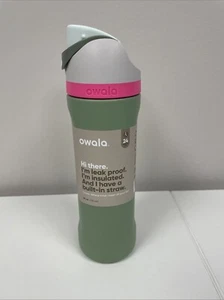 owala
24
owala.
Hi there.
I'm leak proof.
I'm insulated.
And I have a
built-in straw.